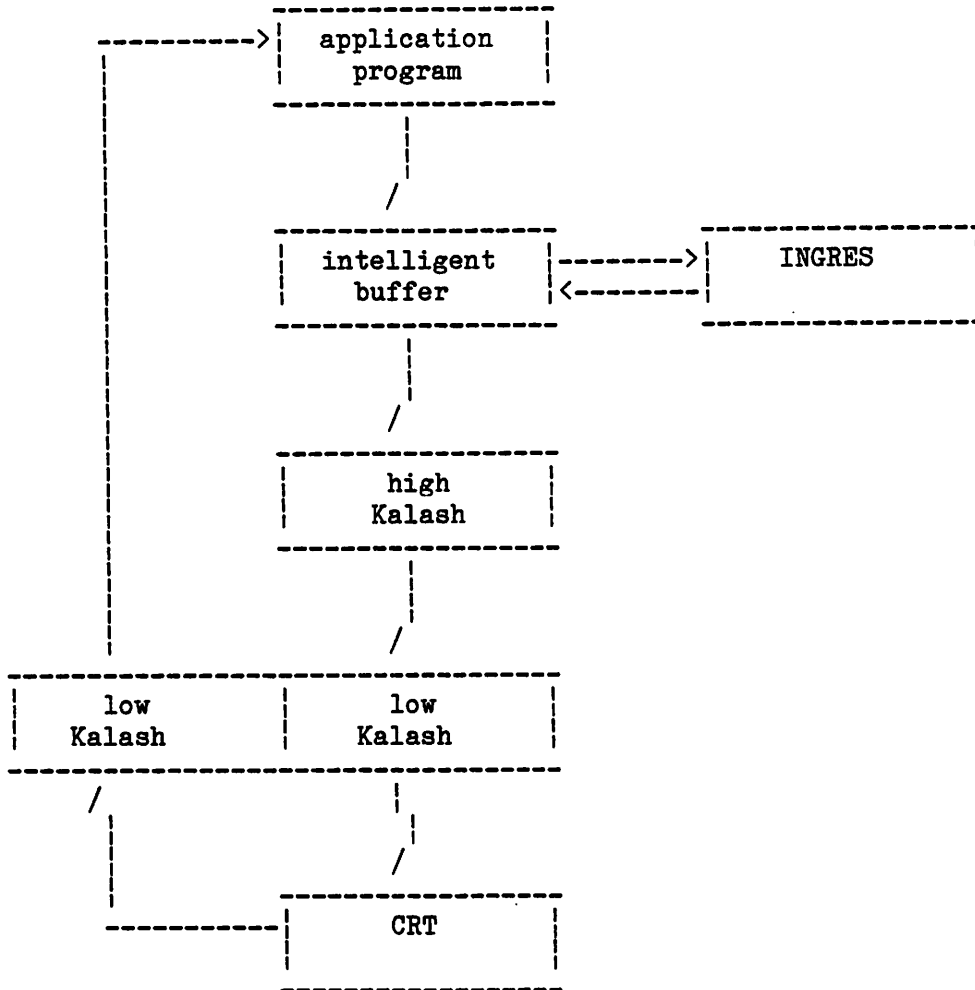 application
program
intelligent
buffer
INGRES
high
Kalash
low
Kalash
low
Kalash
CRT